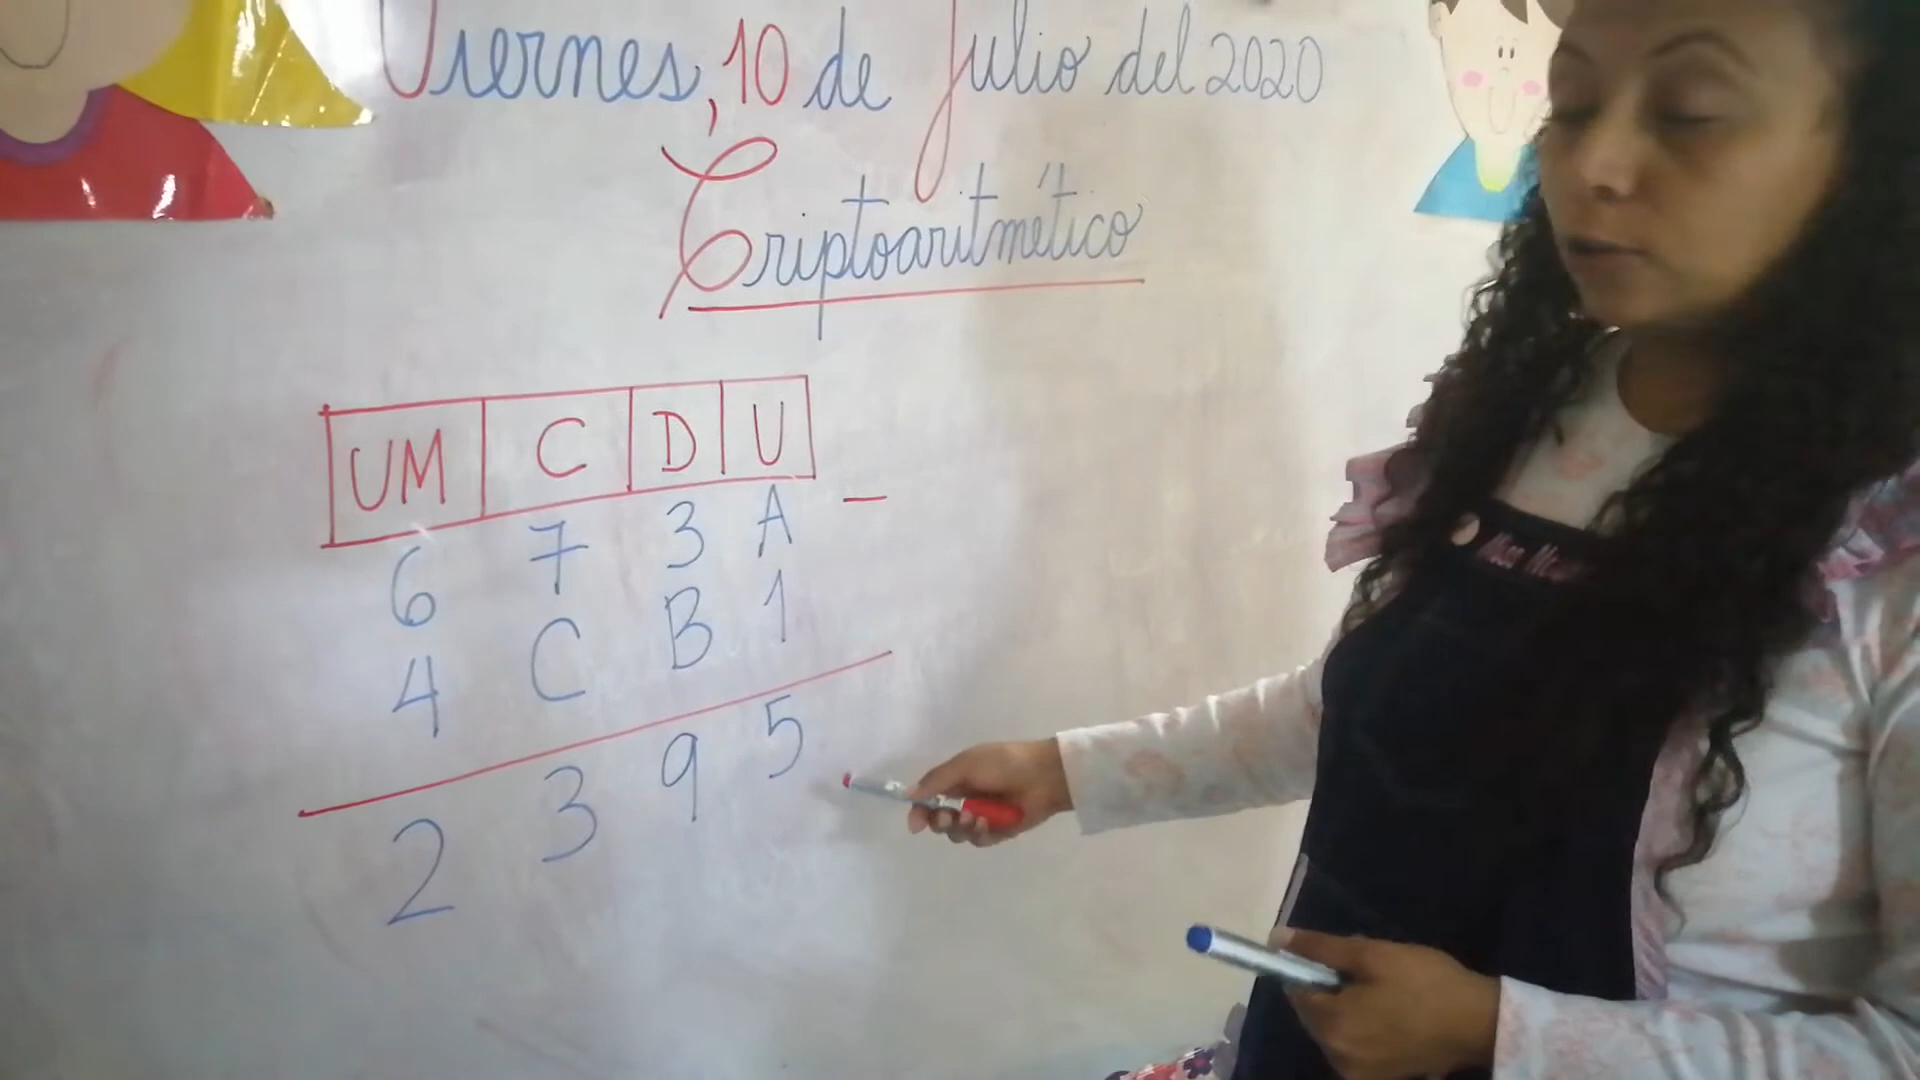 Viernes, 10 de Julio del 2020
Criptoaritmético
UM C D U
6 7 3 A −
4 C B 1
2 3 9 5